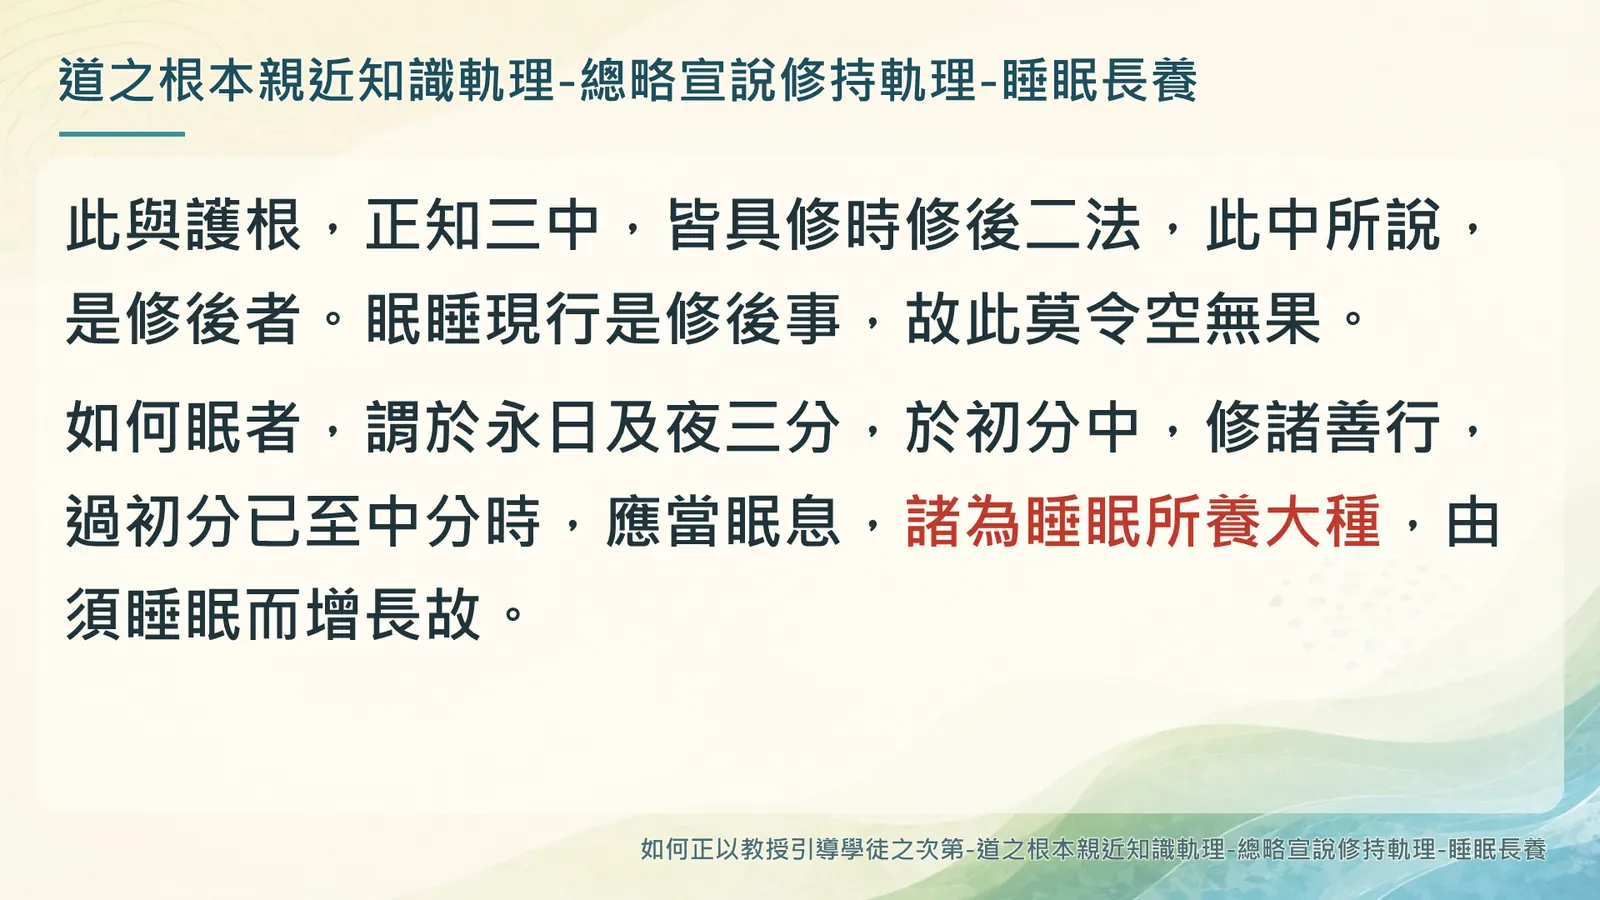 道之根本親近知識軌理-總略宣說修持軌理-睡眠長養
此與護根，正知三中，皆具修時修後二法，此中所說，
是修後者。眠睡現行是修後事，故此莫令空無果。
如何眠者，謂於永日及夜三分，於初分中，修諸善行，
過初分已至中分時，應當眠息，諸為睡眠所養大種，由
須睡眠而增長故。
如何正以教授引導學徒之次第-道之根本親近知識軌理-總略宣說修持軌理-睡眠長養